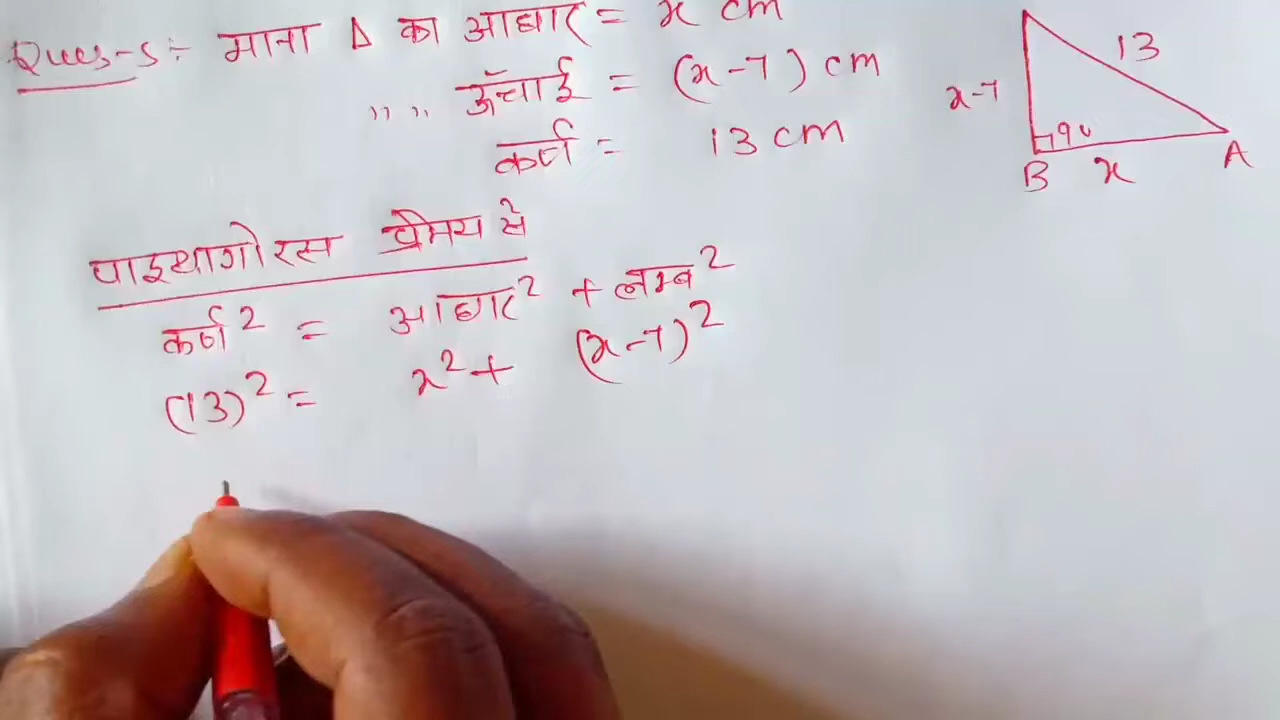 Ques-5:- माना Δ का आधार = x cm
,, ,, ऊँचाई = (x-7) cm
कर्ण = 13 cm
13
x-7
90
B x A
पाइथागोरस प्रेमय से
कर्ण² = आधार² + लम्ब²
(13)² = x² + (x-7)²